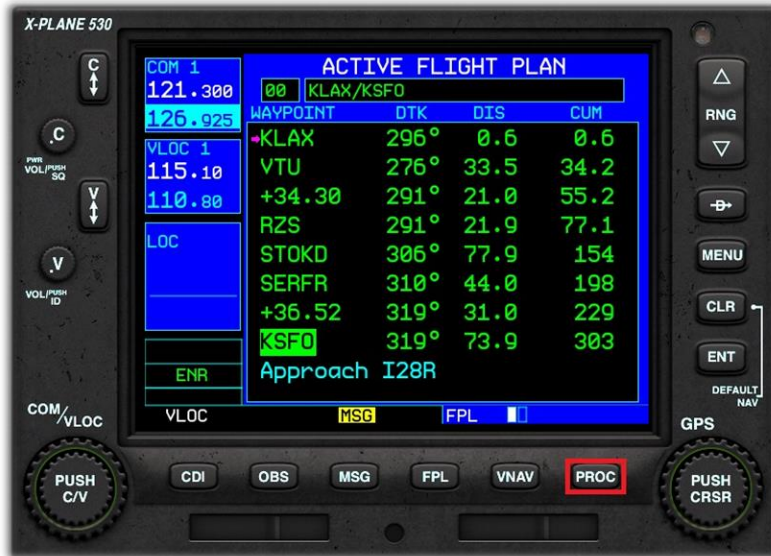 X-PLANE 530
C
.C
PWR
VOL/PUSH
SQ
V
.V
VOL/PUSH
ID
COM/VLOC
PUSH
C/V
COM 1
121.300
126.925
VLOC 1
115.10
110.80
LOC
ENR
VLOC
ACTIVE FLIGHT PLAN
00 KLAX/KSFO
WAYPOINT DTK DIS CUM
KLAX 296° 0.6 0.6
VTU 276° 33.5 34.2
+34.30 291° 21.0 55.2
RZS 291° 21.9 77.1
STOKD 306° 77.9 154
SERFR 310° 44.0 198
+36.52 319° 31.0 229
KSFO 319° 73.9 303
Approach I28R
MSG
FPL
CDI
OBS
MSG
FPL
VNAV
PROC
RNG
D
MENU
CLR
ENT
DEFAULT
NAV
GPS
PUSH
CRSR